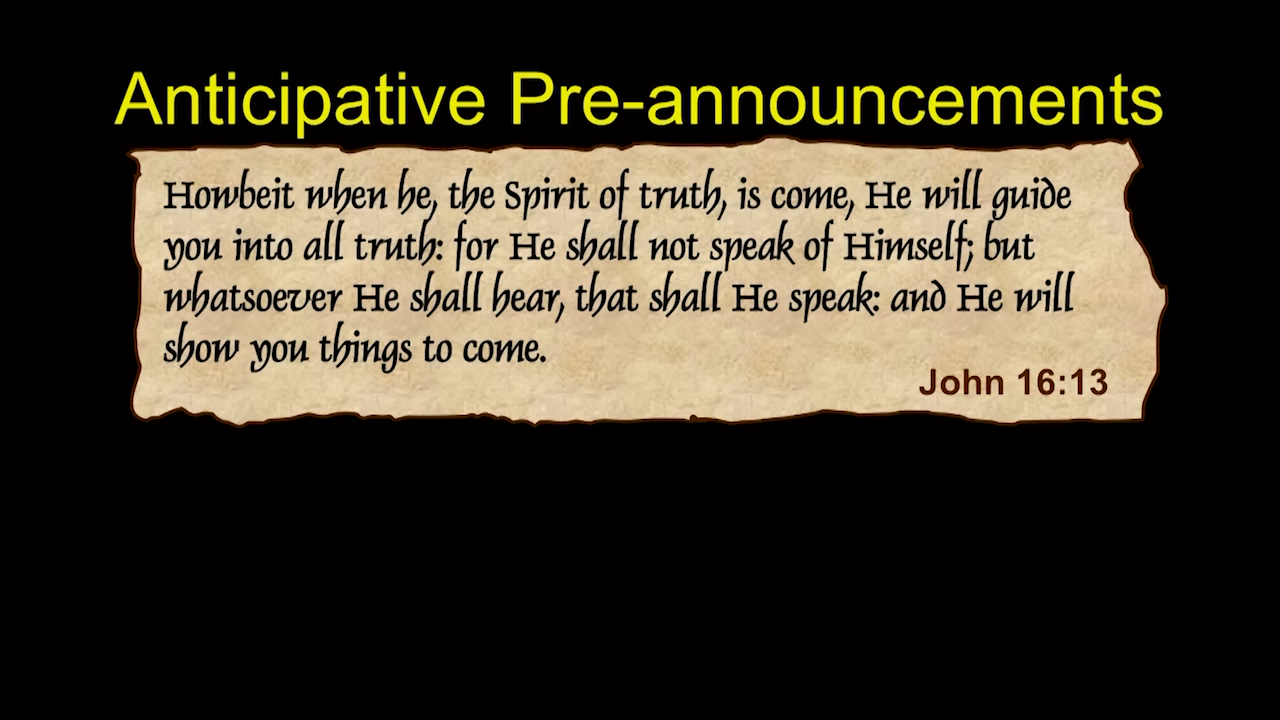 Anticipative Pre-announcements
Howbeit when he, the Spirit of truth, is come, He will guide
you into all truth: for He shall not speak of Himself; but
whatsoever He shall hear, that shall He speak: and He will
show you things to come.
John 16:13